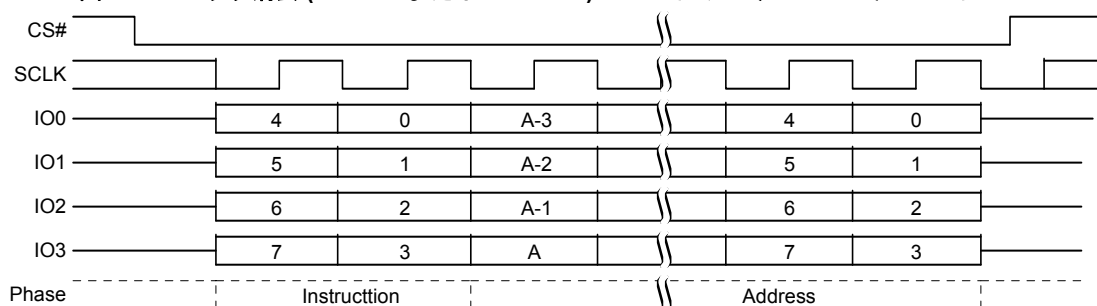 CS#
SCLK
IO0 4 0 A-3 4 0
IO1 5 1 A-2 5 1
IO2 6 2 A-1 6 2
IO3 7 3 A 7 3
Phase Instructtion Address